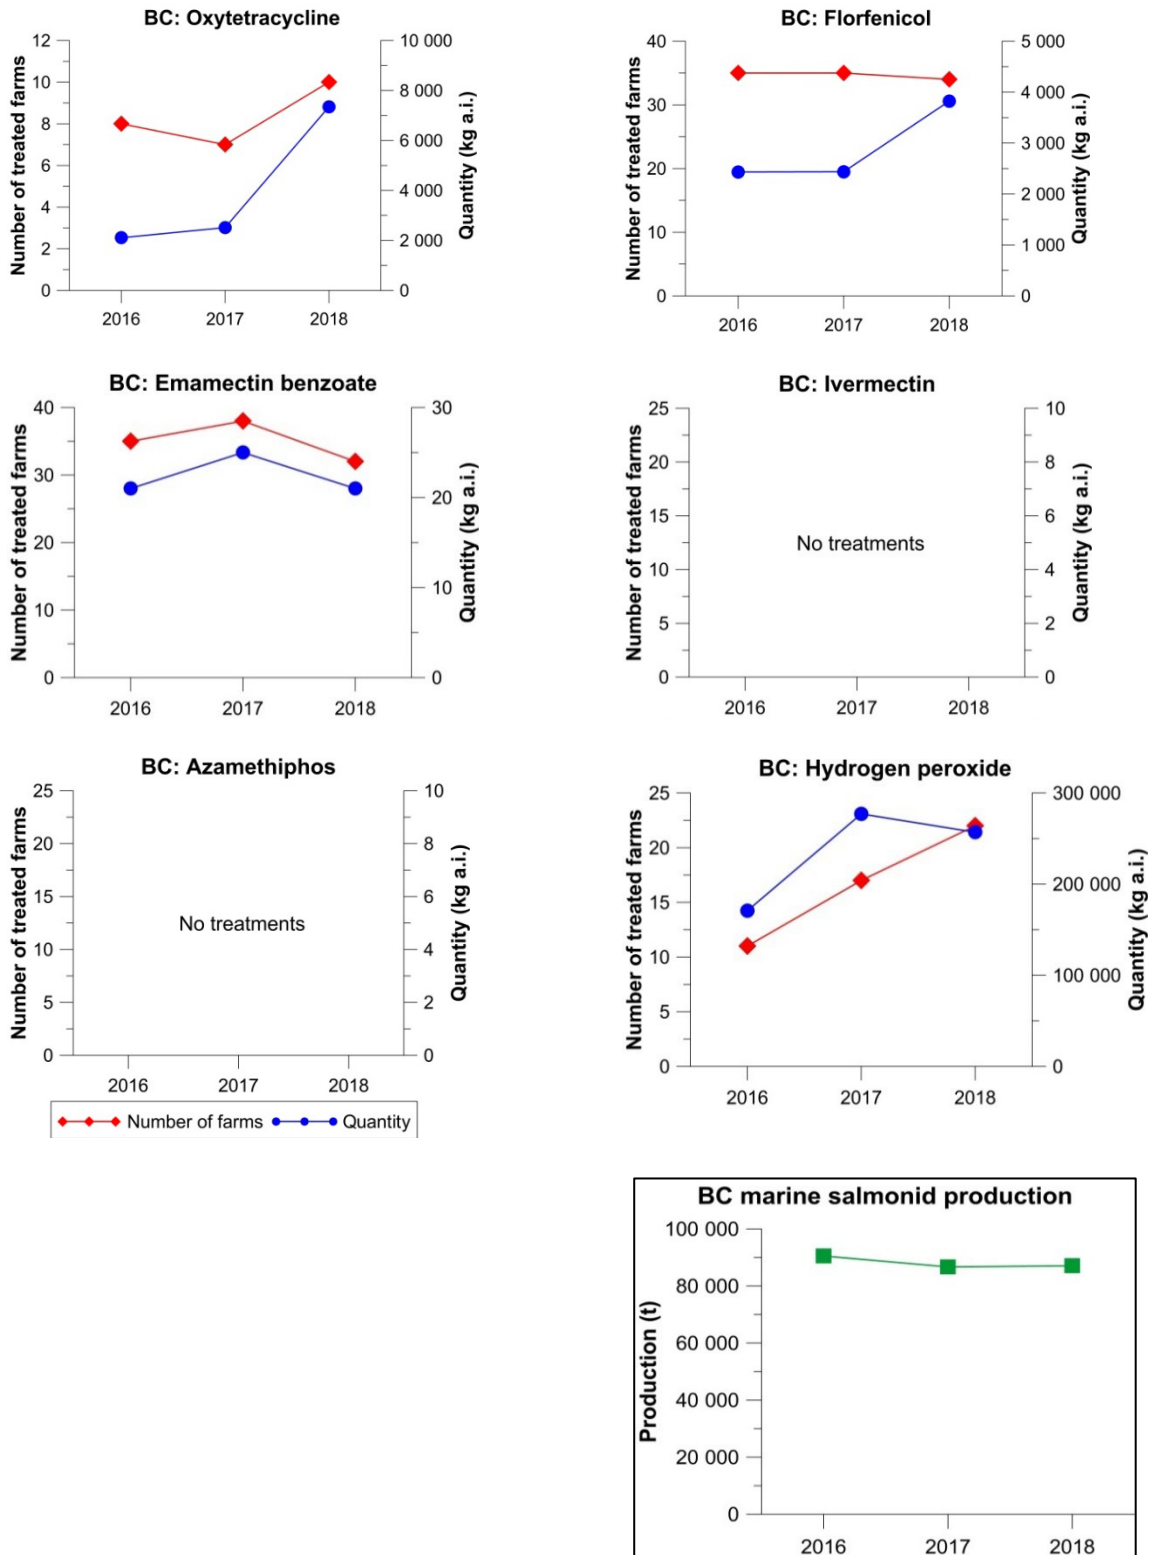 BC: Oxytetracycline
12
10
8
6
4
2
0
Number of treated farms
10 000
8 000
6 000
4 000
2 000
0
Quantity (kg a.i.)
2016 2017 2018
BC: Florfenicol
40
30
20
10
0
Number of treated farms
5 000
4 000
3 000
2 000
1 000
0
Quantity (kg a.i.)
2016 2017 2018
BC: Emamectin benzoate
40
30
20
10
0
Number of treated farms
30
20
10
0
Quantity (kg a.i.)
2016 2017 2018
BC: Ivermectin
25
20
15
10
5
0
Number of treated farms
No treatments
10
8
6
4
2
0
Quantity (kg a.i.)
2016 2017 2018
BC: Azamethiphos
25
20
15
10
5
0
Number of treated farms
No treatments
10
8
6
4
2
0
Quantity (kg a.i.)
2016 2017 2018
Number of farms Quantity
BC: Hydrogen peroxide
25
20
15
10
5
0
Number of treated farms
300 000
200 000
100 000
0
Quantity (kg a.i.)
2016 2017 2018
BC marine salmonid production
100 000
80 000
60 000
40 000
20 000
0
Production (t)
2016 2017 2018